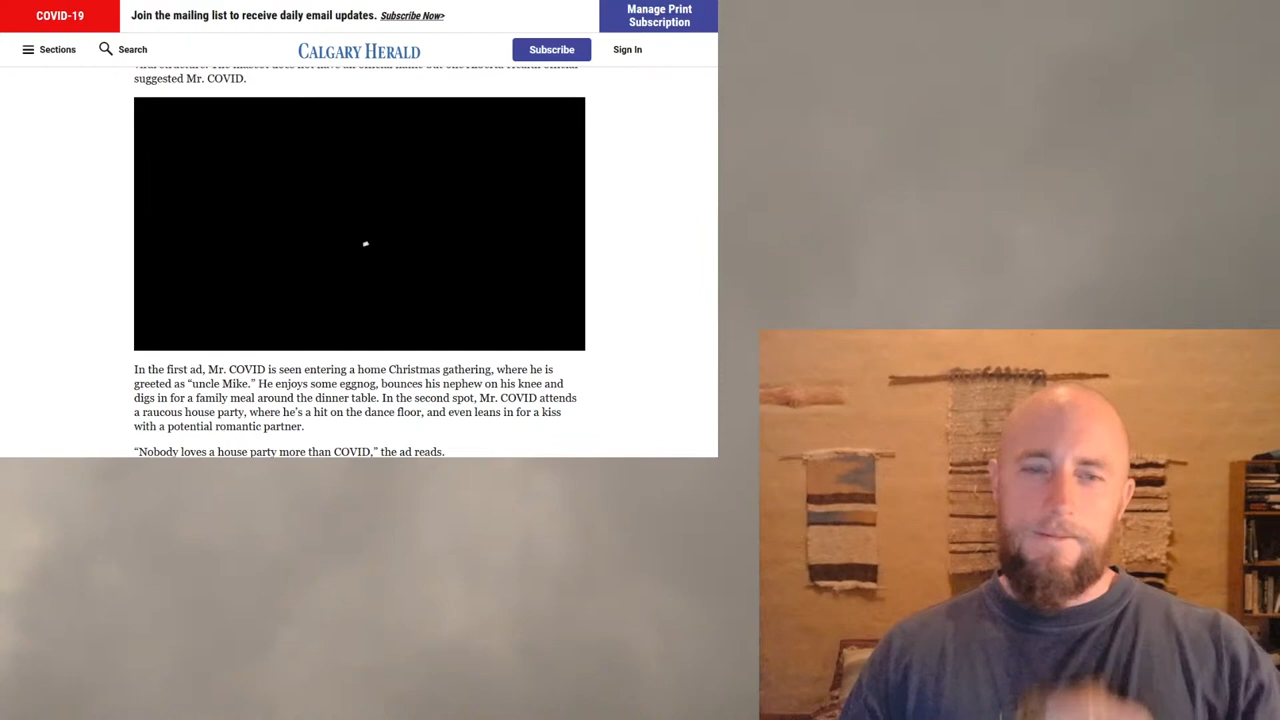 COVID-19
Join the mailing list to receive daily email updates. Subscribe Now>
Manage Print
Subscription
Sections
Search
CALGARY HERALD
Subscribe
Sign In
suggested Mr. COVID.
In the first ad, Mr. COVID is seen entering a home Christmas gathering, where he is
greeted as “uncle Mike.” He enjoys some eggnog, bounces his nephew on his knee and
digs in for a family meal around the dinner table. In the second spot, Mr. COVID attends
a raucous house party, where he’s a hit on the dance floor, and even leans in for a kiss
with a potential romantic partner.
“Nobody loves a house party more than COVID,” the ad reads.